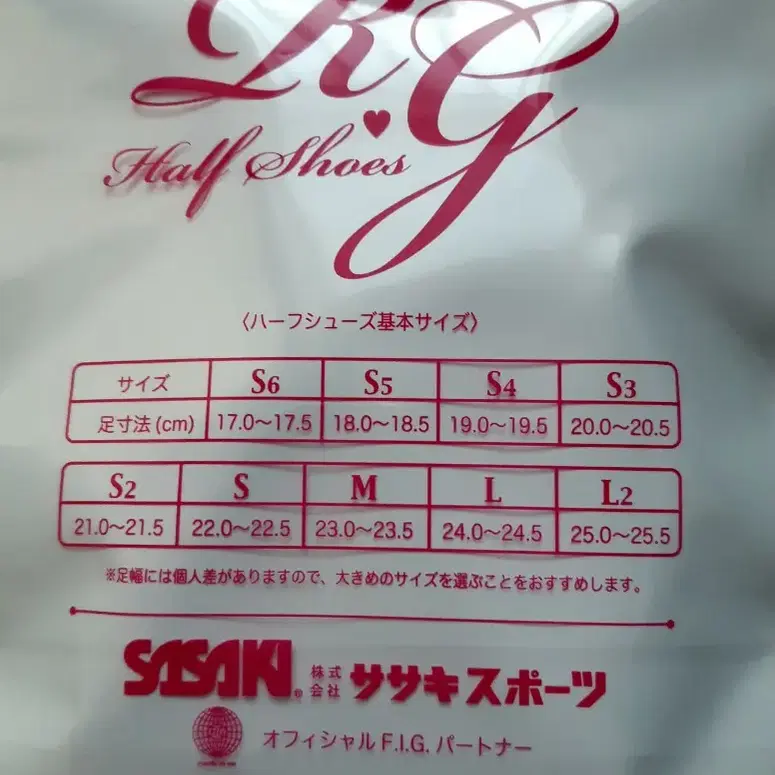 RG
Half Shoes
〈ハーフシューズ基本サイズ〉
サイズ S6 S5 S4 S3
足寸法(cm) 17.0〜17.5 18.0〜18.5 19.0〜19.5 20.0〜20.5
S2 S M L L2
21.0〜21.5 22.0〜22.5 23.0〜23.5 24.0〜24.5 25.0〜25.5
※足幅には個人差がありますので、大きめのサイズを選ぶことをおすすめします。
SASAKI® 株式会社 ササキスポーツ
オフィシャルF.I.G.パートナー